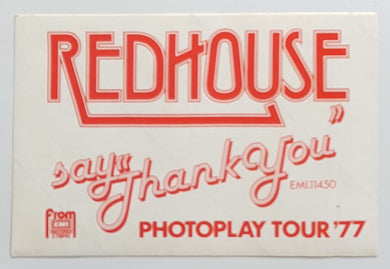 REDHOUSE
say "Thank You"
EMI.11450
from
EMI
PHOTOPLAY TOUR '77